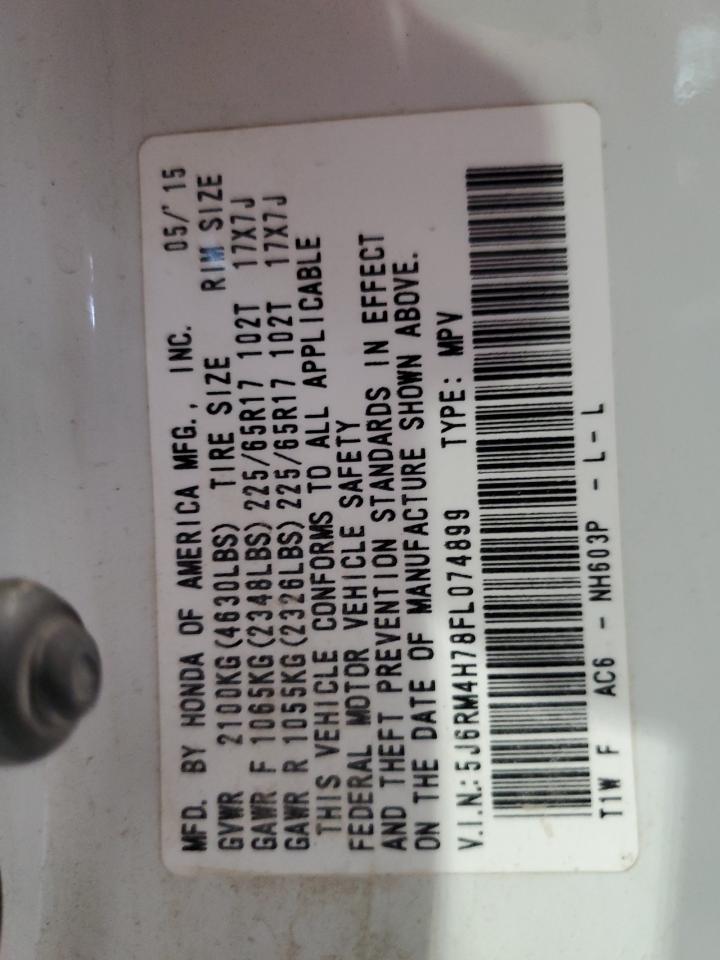 MFD. BY HONDA OF AMERICA MFG., INC. 05/'15
GVWR 2100KG(4630LBS) TIRE SIZE RIM SIZE
GAWR F 1065KG(2348LBS) 225/65R17 102T 17X7J
GAWR R 1055KG(2326LBS) 225/65R17 102T 17X7J
THIS VEHICLE CONFORMS TO ALL APPLICABLE
FEDERAL MOTOR VEHICLE SAFETY
AND THEFT PREVENTION STANDARDS IN EFFECT
ON THE DATE OF MANUFACTURE SHOWN ABOVE.
V.I.N.: 5J6RM4H78FL074899 TYPE: MPV
T1W F AC6 - NH603P - L - L